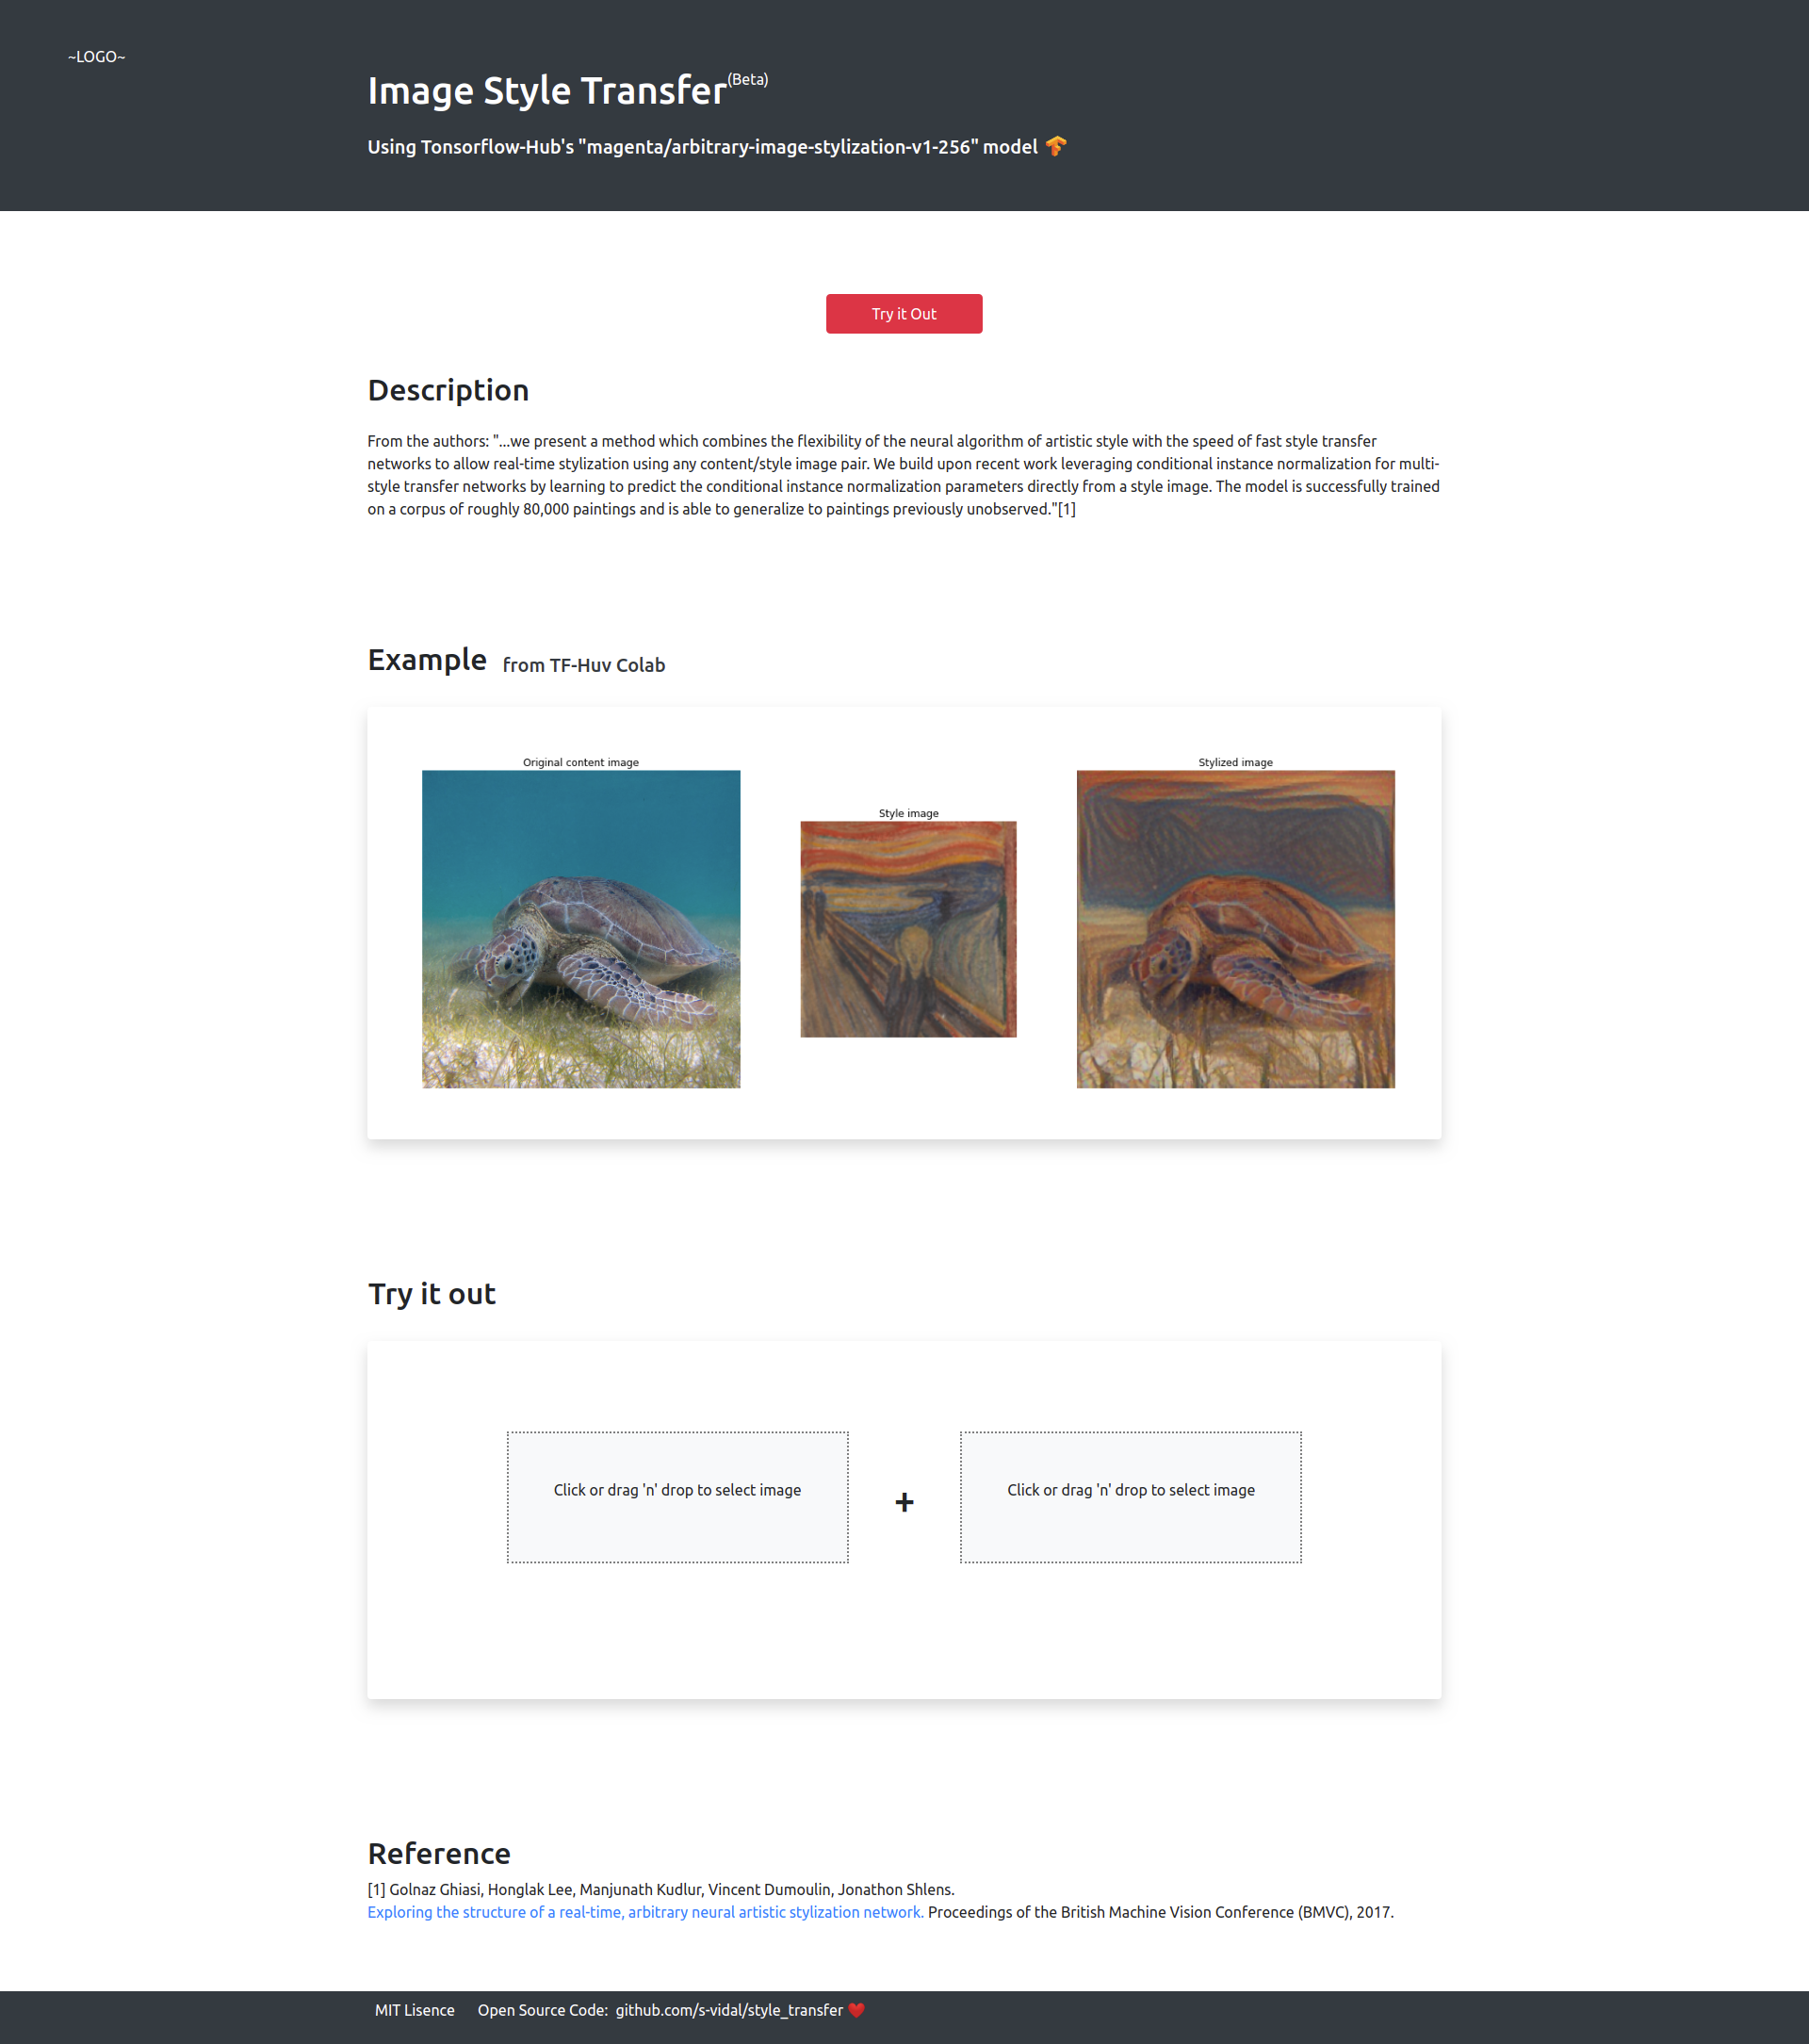 ~LOGO~
Image Style Transfer(Beta)
Using Tonsorflow-Hub's "magenta/arbitrary-image-stylization-v1-256" model
Try it Out
Description
From the authors: "...we present a method which combines the flexibility of the neural algorithm of artistic style with the speed of fast style transfer
networks to allow real-time stylization using any content/style image pair. We build upon recent work leveraging conditional instance normalization for multi-
style transfer networks by learning to predict the conditional instance normalization parameters directly from a style image. The model is successfully trained
on a corpus of roughly 80,000 paintings and is able to generalize to paintings previously unobserved."[1]
Example from TF-Huv Colab
Original content image
Style image
Stylized image
Try it out
Click or drag 'n' drop to select image
+
Click or drag 'n' drop to select image
Reference
[1] Golnaz Ghiasi, Honglak Lee, Manjunath Kudlur, Vincent Dumoulin, Jonathon Shlens.
Exploring the structure of a real-time, arbitrary neural artistic stylization network. Proceedings of the British Machine Vision Conference (BMVC), 2017.
MIT Lisence Open Source Code: github.com/s-vidal/style_transfer ❤️